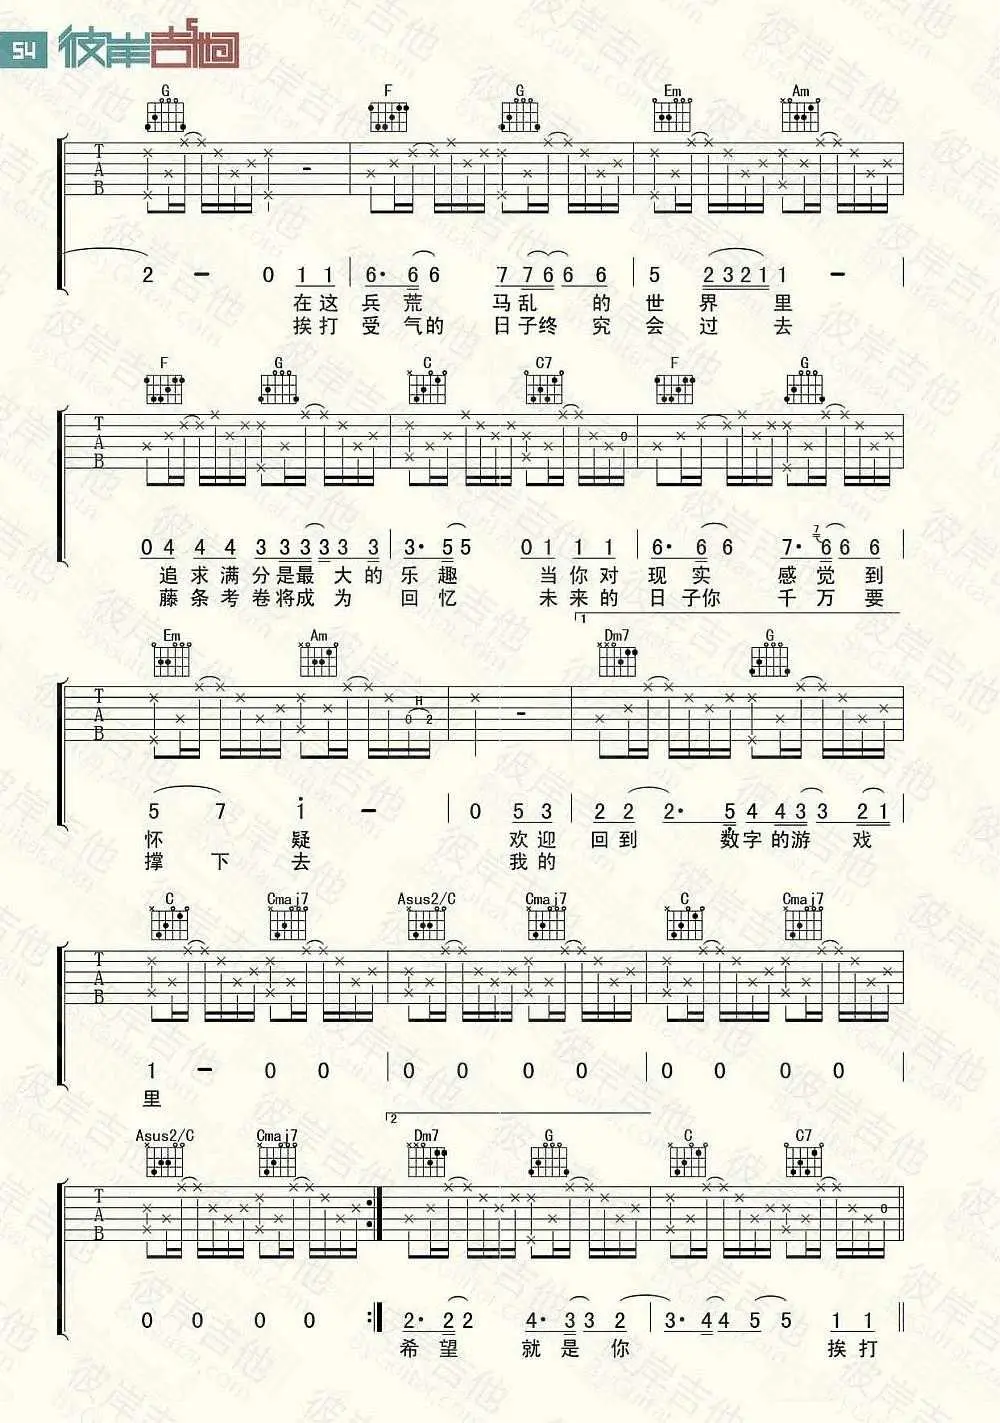 54 彼岸吉他
G F G Em Am
T
A
B
2 — 0 1 1 6· 6 6 7 7 6 6 6 5 2 3 2 1 1 —
在这兵荒 马乱 的 世界 里
挨打受气的 日子终 究 会过 去
F G C C7 F G
T
A
B
0
0 4 4 4 3 3 3 3 3 3 3· 5 5 0 1 1 1 6· 6 6 7· 7 6 6 6
追求满分是最大的乐趣 当你对现实 感觉到
藤条考卷将成为 回忆 未来的日子你 千万要
1
Em Am Dm7 G
T
A
B
H
0 2
5 7 1 — 0 5 3 2 2 2· 5 4 4 3 3 2 1
怀 疑 欢迎 回到 数字的游 戏
撑 下 去 我的
C Cmaj7 Asus2/C Cmaj7 C Cmaj7
T
A
B
1 — 0 0 0 0 0 0 0 0 0 0
里
2
Asus2/C Cmaj7 Dm7 G C C7
T
A
B
0
0 0 0 0 2· 2 2 4· 3 3 2 3· 4 4 5 5 1 1
希望 就是你 挨打